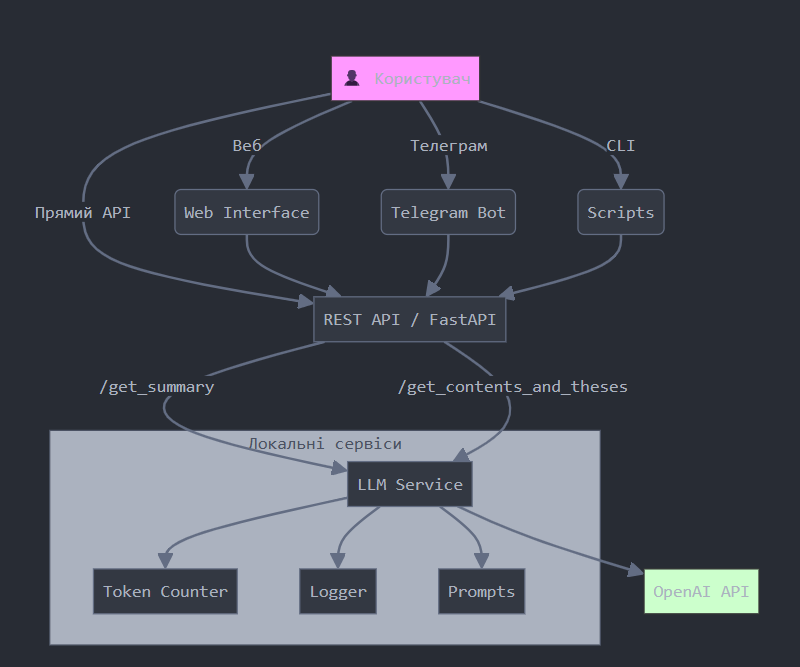 Користувач
Веб
Телеграм
CLI
Прямий API
Web Interface
Telegram Bot
Scripts
REST API / FastAPI
/get_summary
/get_contents_and_theses
Локальні сервіси
LLM Service
Token Counter
Logger
Prompts
OpenAI API